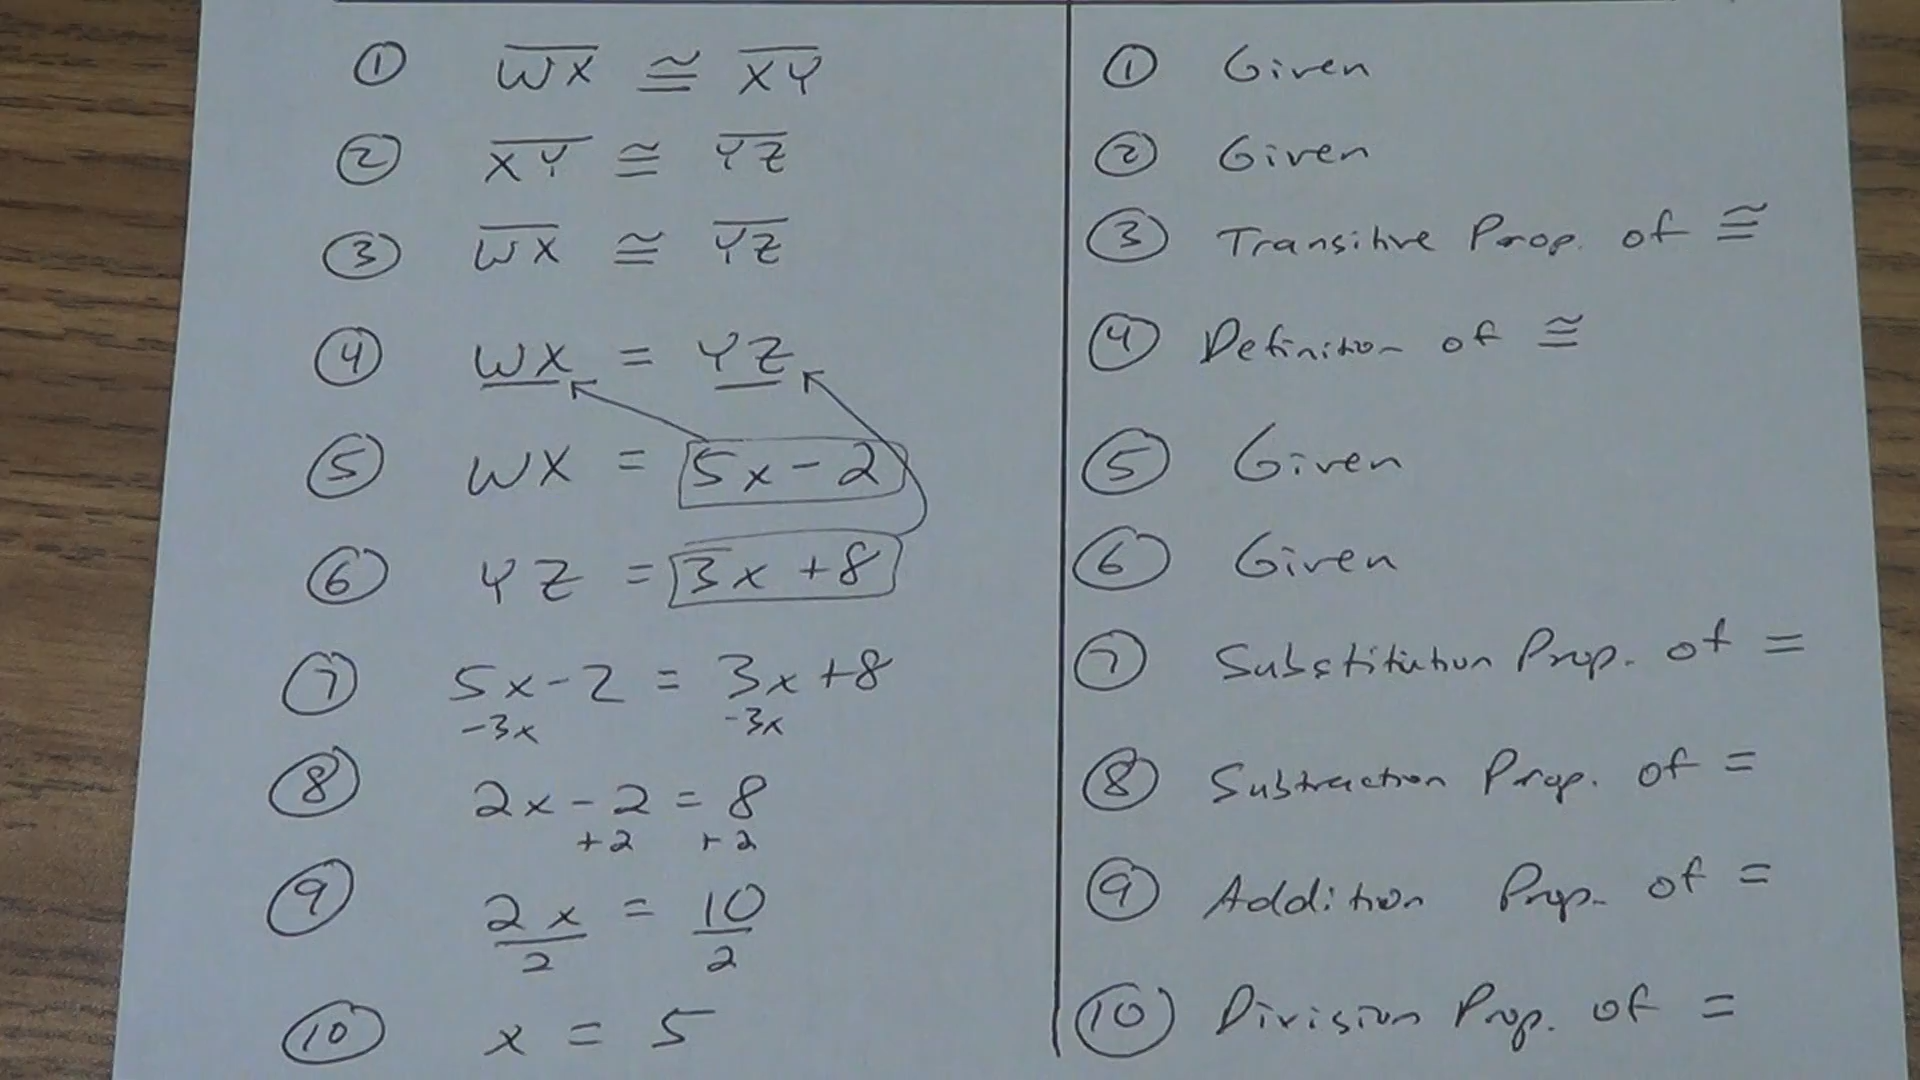 ① W̅X̅ ≅ X̅Y̅ ① Given
② X̅Y̅ ≅ Y̅Z̅ ② Given
③ W̅X̅ ≅ Y̅Z̅ ③ Transitive Prop. of ≅
④ WX = YZ ④ Definition of ≅
⑤ WX = 5x - 2 ⑤ Given
⑥ YZ = 3x + 8 ⑥ Given
⑦ 5x - 2 = 3x + 8 ⑦ Substitution Prop. of =
-3x -3x
⑧ 2x - 2 = 8 ⑧ Subtraction Prop. of =
+2 +2
⑨ 2x = 10 ⑨ Addition Prop. of =
2 2
⑩ x = 5 ⑩ Division Prop. of =